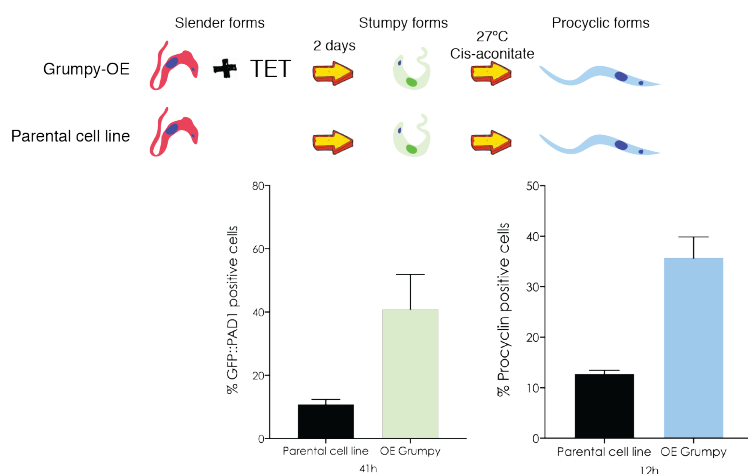 Slender forms
Stumpy forms
Procyclic forms
Grumpy-OE
TET
2 days
27ºC
Cis-aconitate
Parental cell line
% GFP::PAD1 positive cells
80
60
40
20
0
Parental cell line
OE Grumpy
41h
% Procyclin positive cells
50
40
30
20
10
0
Parental cell line
OE Grumpy
12h